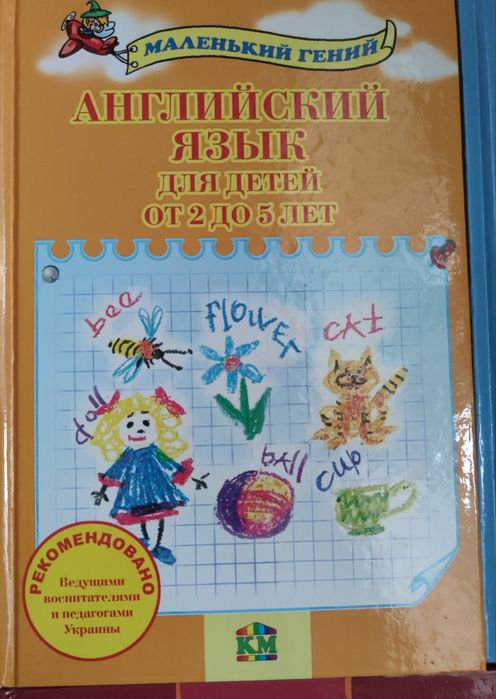 МАЛЕНЬКИЙ ГЕНИЙ
АНГЛИЙСКИЙ
ЯЗЫК
ДЛЯ ДЕТЕЙ
ОТ 2 ДО 5 ЛЕТ
bee
FLOWER
CAt
doll
bALL
cup
РЕКОМЕНДОВАНО
Ведущими
воспитателями
и педагогами
Украины
КМ